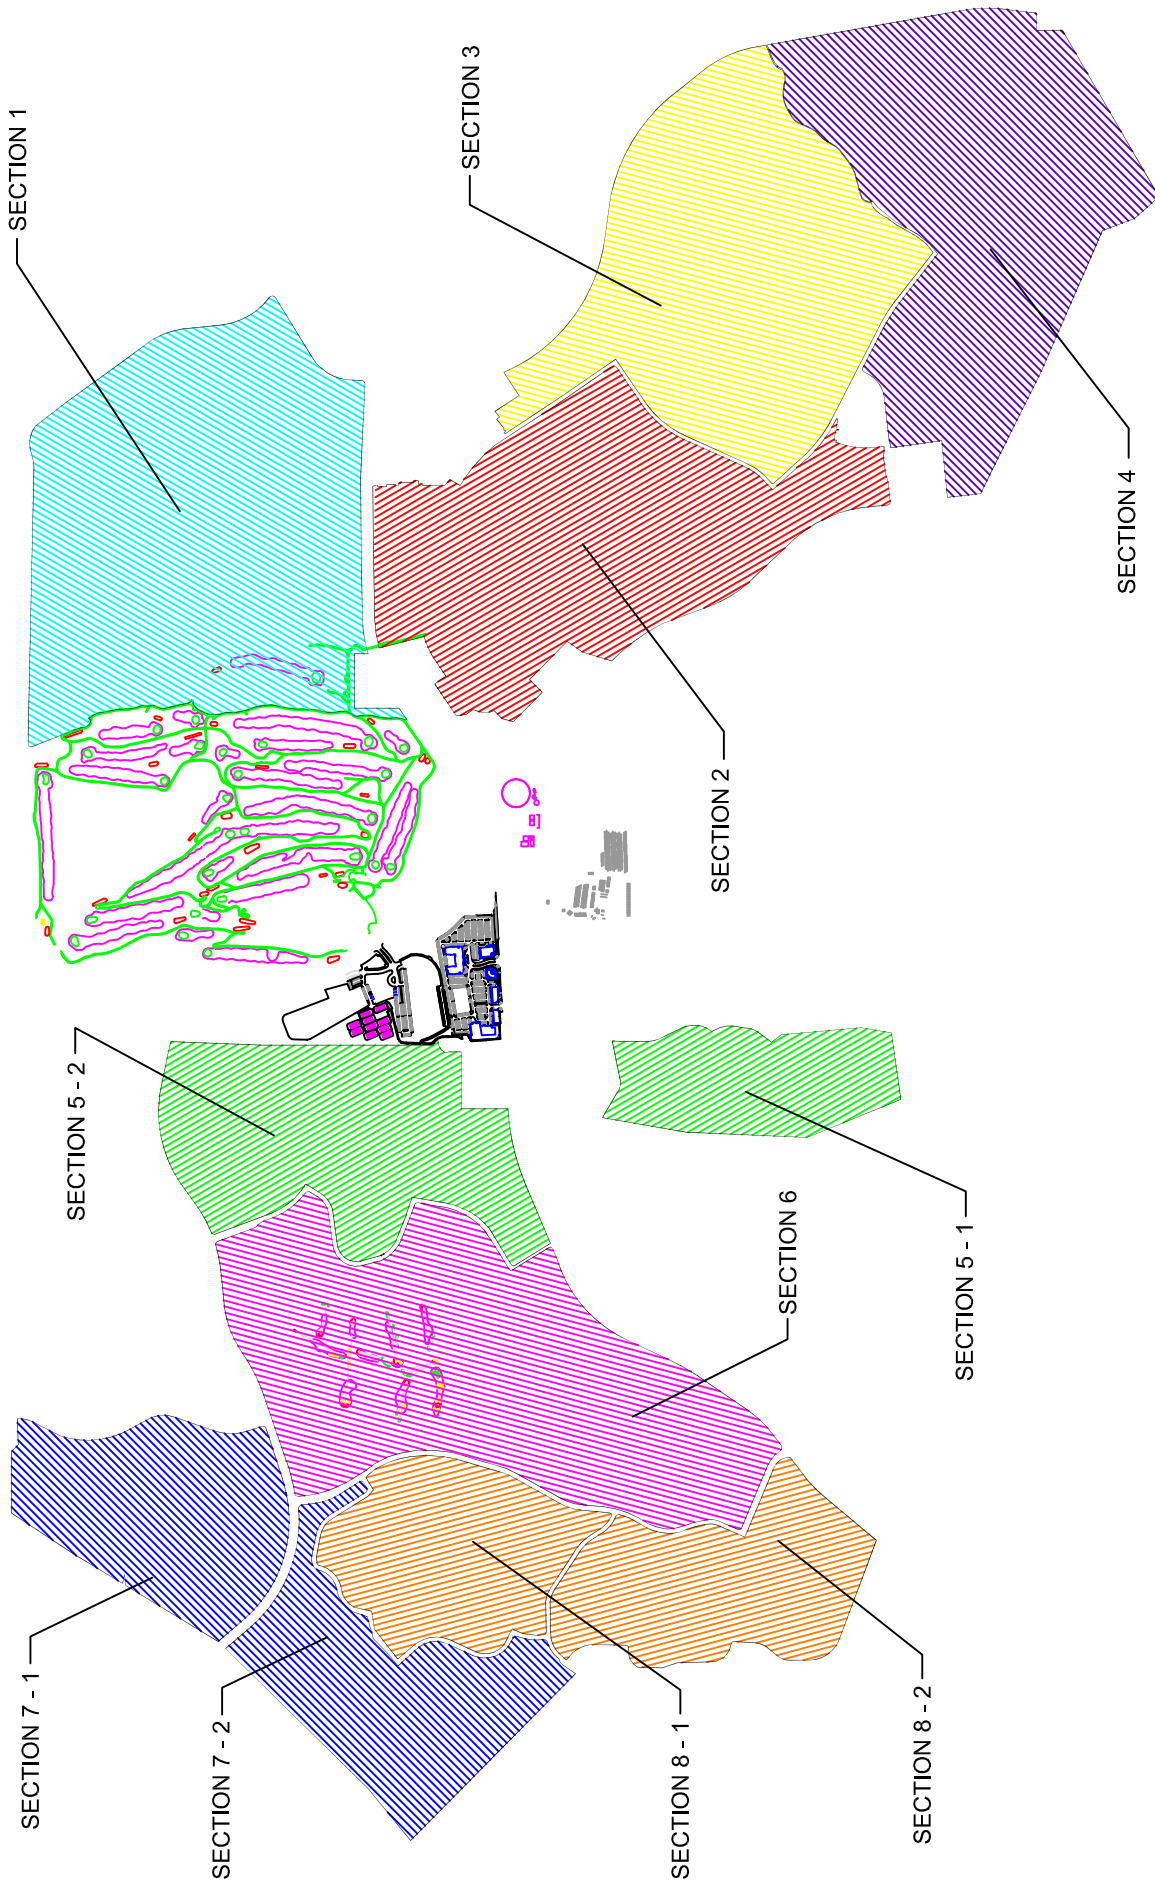 SECTION 1
SECTION 3
SECTION 4
SECTION 2
SECTION 5 - 2
SECTION 6
SECTION 5 - 1
SECTION 7 - 1
SECTION 7 - 2
SECTION 8 - 1
SECTION 8 - 2